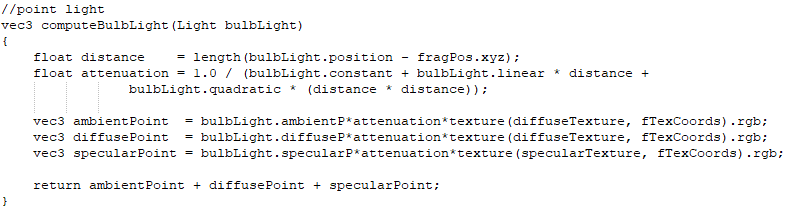 //point light
vec3 computeBulbLight(Light bulbLight)
{
    float distance    = length(bulbLight.position - fragPos.xyz);
    float attenuation = 1.0 / (bulbLight.constant + bulbLight.linear * distance +
                bulbLight.quadratic * (distance * distance));
    vec3 ambientPoint  = bulbLight.ambientP*attenuation*texture(diffuseTexture, fTexCoords).rgb;
    vec3 diffusePoint  = bulbLight.diffuseP*attenuation*texture(diffuseTexture, fTexCoords).rgb;
    vec3 specularPoint = bulbLight.specularP*attenuation*texture(specularTexture, fTexCoords).rgb;
    return ambientPoint + diffusePoint + specularPoint;
}